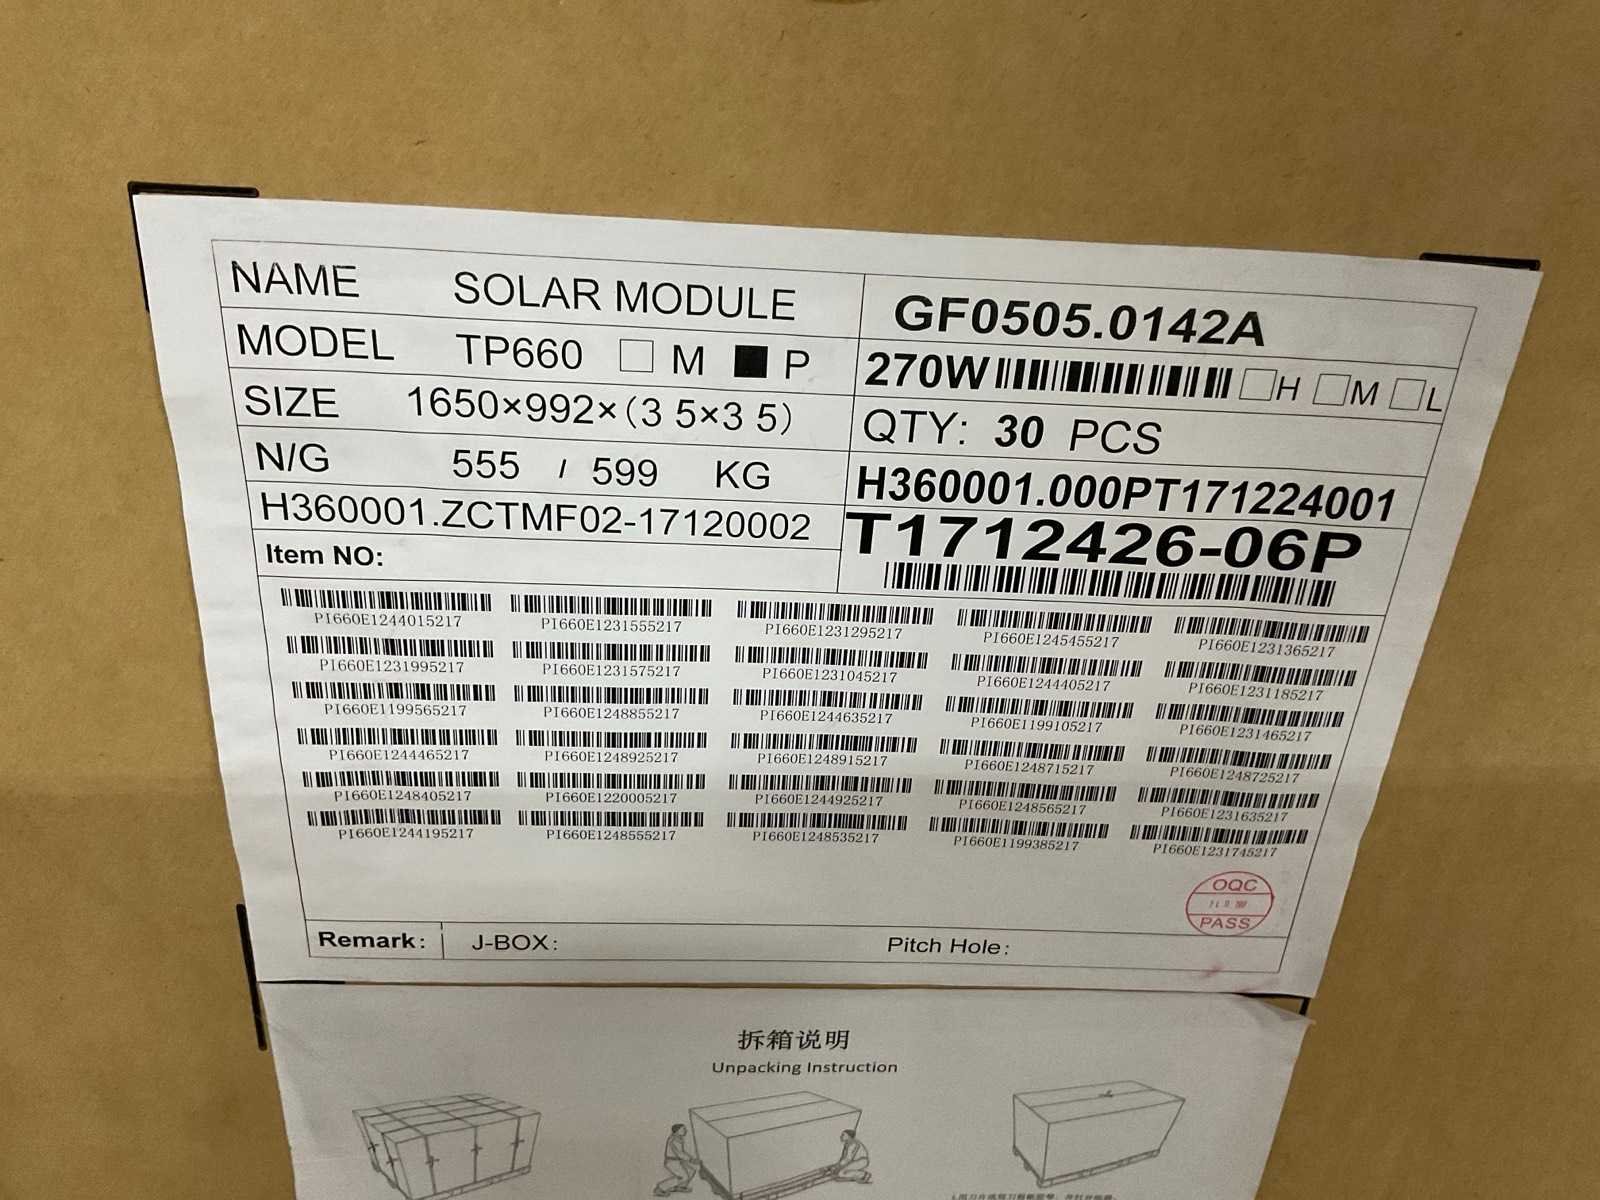 NAME SOLAR MODULE GF0505.0142A
MODEL TP660 □ M ■ P 270W □H □M □L
SIZE 1650×992×(3 5×3 5) QTY: 30 PCS
N/G 555 / 599 KG H360001.000PT171224001
H360001.ZCTMF02-17120002 T1712426-06P
Item NO:
PI660E1244015217 PI660E1231555217 PI660E1231295217 PI660E1245455217 PI660E1231365217
PI660E1231995217 PI660E1231575217 PI660E1231045217 PI660E1244405217 PI660E1231185217
PI660E1199565217 PI660E1248855217 PI660E1244635217 PI660E1199105217 PI660E1231465217
PI660E1244465217 PI660E1248925217 PI660E1248915217 PI660E1248715217 PI660E1248725217
PI660E1248405217 PI660E1220005217 PI660E1244925217 PI660E1248565217 PI660E1231635217
PI660E1244195217 PI660E1248555217 PI660E1248535217 PI660E1199385217 PI660E1231745217
OQC
PASS
Remark: J-BOX: Pitch Hole:
拆箱说明
Unpacking Instruction